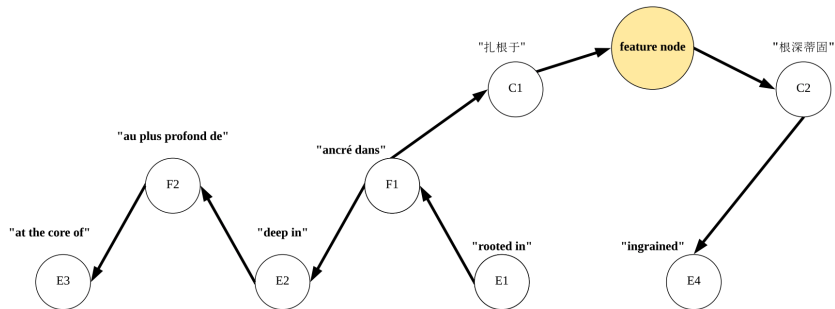 "扎根于"
feature node
"根深蒂固"
C1
C2
"au plus profond de"
"ancré dans"
F2
F1
"at the core of"
"deep in"
"rooted in"
"ingrained"
E3
E2
E1
E4